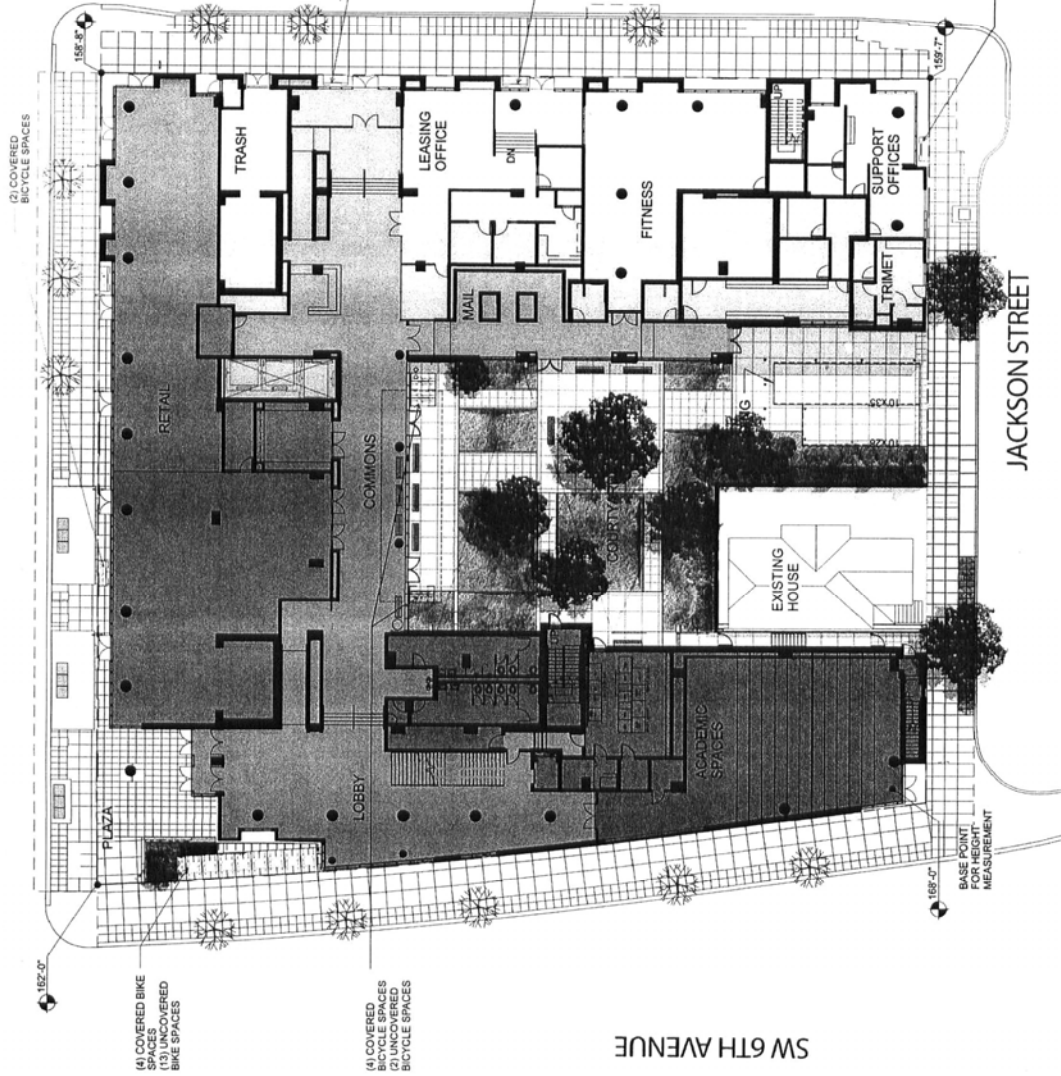 (2) COVERED
BICYCLE SPACES
158'-8"
159'-7"
TRASH
LEASING
OFFICE
DN
FITNESS
UP
SUPPORT
OFFICES
TRIMET
MAIL
RETAIL
COMMONS
10X35
10X28
EXISTING
HOUSE
JACKSON STREET
PLAZA
LOBBY
ACADEMIC
SPACES
162'-0"
168'-0"
BASE POINT
FOR HEIGHT
MEASUREMENT
(4) COVERED BIKE
SPACES
(13) UNCOVERED
BIKE SPACES
(4) COVERED
BICYCLE SPACES
(2) UNCOVERED
BICYCLE SPACES
SW 6TH AVENUE